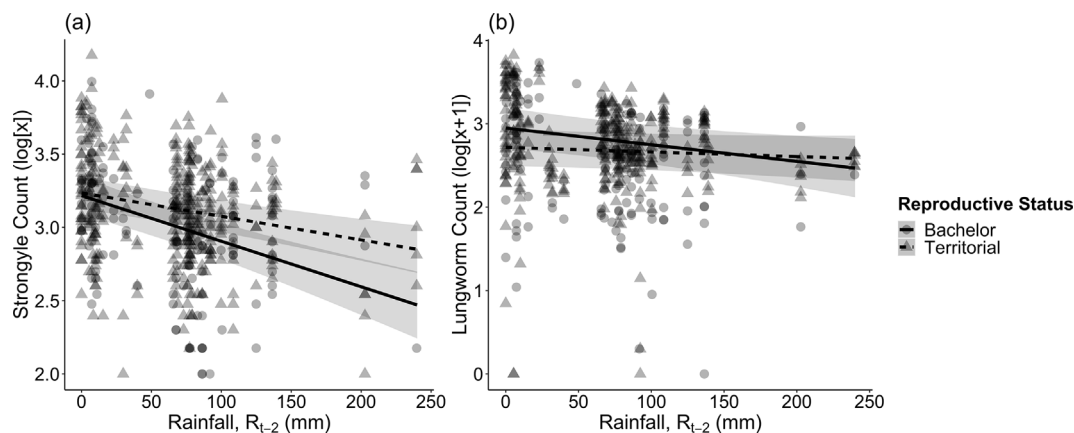 (a)
Strongyle Count (log[x])
4.0
3.5
3.0
2.5
2.0
0 50 100 150 200 250
Rainfall, Rt−2 (mm)
(b)
Lungworm Count (log[x+1])
4
3
2
1
0
0 50 100 150 200 250
Rainfall, Rt−2 (mm)
Reproductive Status
Bachelor
Territorial